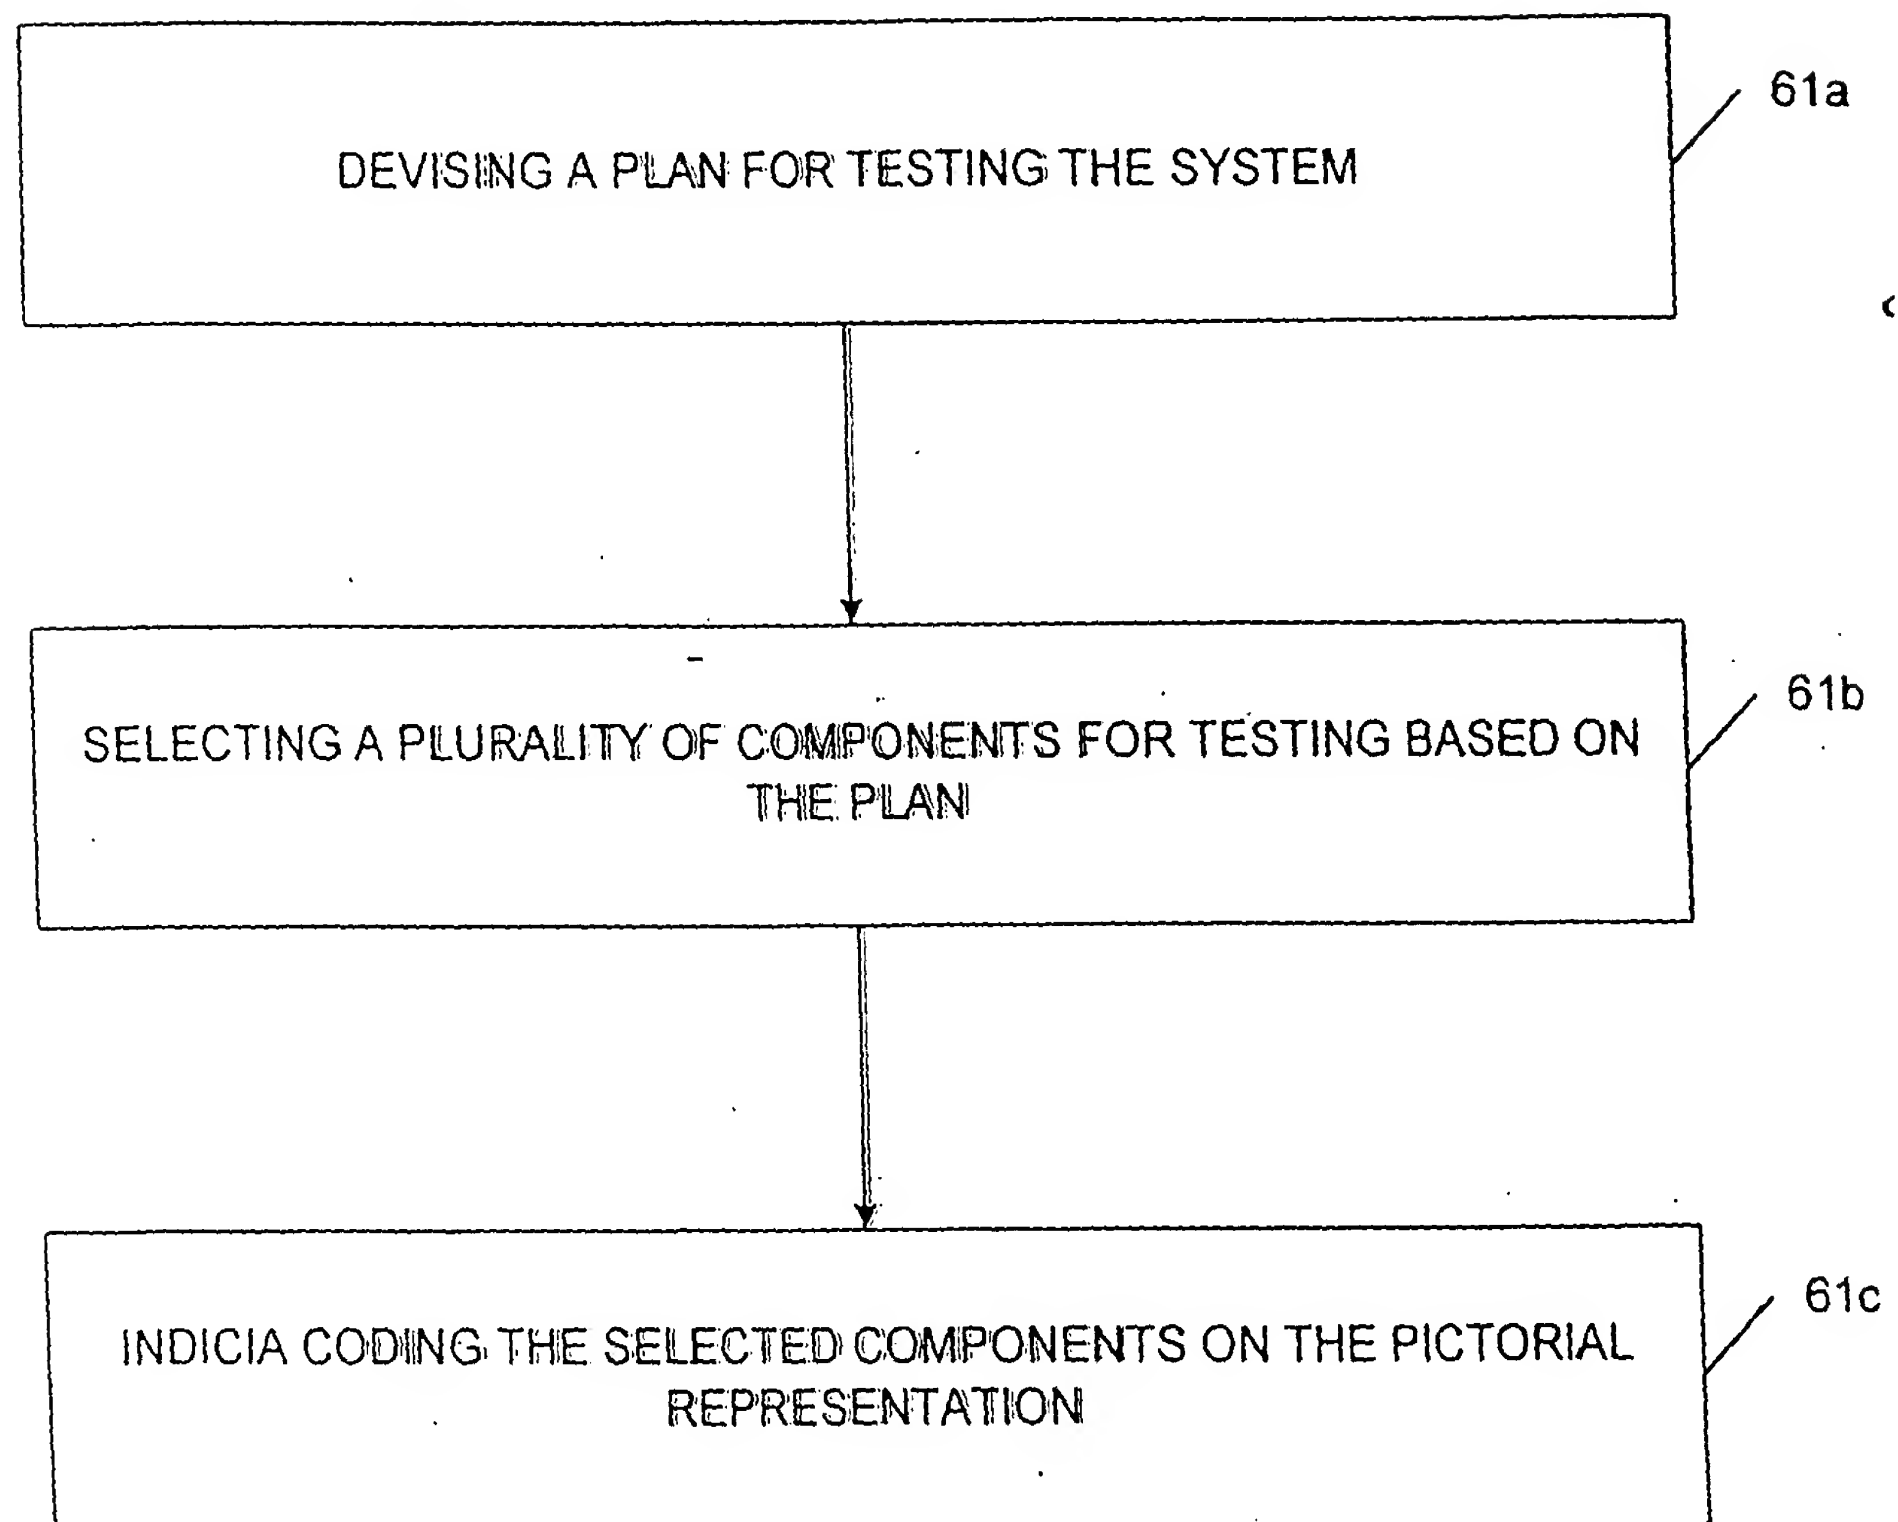 61a
DEVISING A PLAN FOR TESTING THE SYSTEM
61b
SELECTING A PLURALITY OF COMPONENTS FOR TESTING BASED ON
THE PLAN
61c
INDICIA CODING THE SELECTED COMPONENTS ON THE PICTORIAL
REPRESENTATION